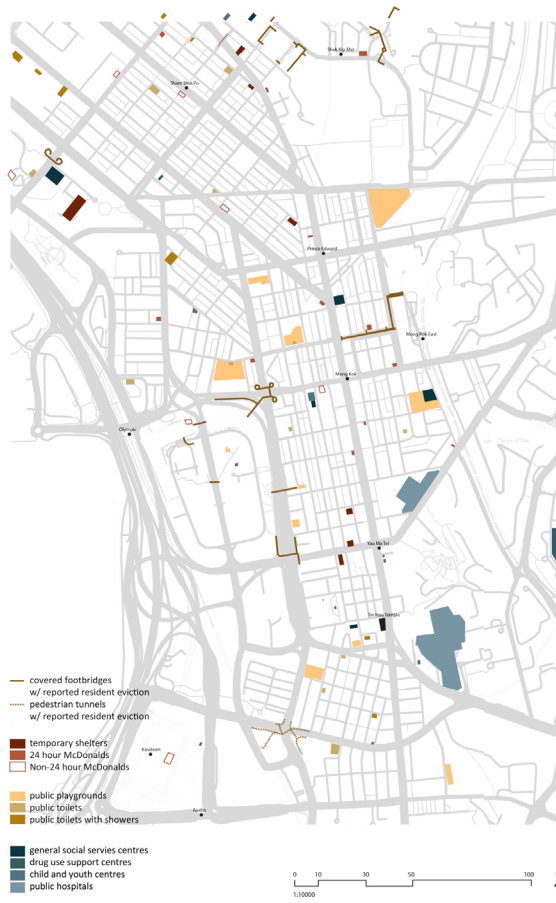 Shek Kip Mei
Sham Shui Po
Prince Edward
Mong Kok East
Mong Kok
Olympic
Yau Ma Tei
Tin Hau Temple
covered footbridges
w/ reported resident eviction
pedestrian tunnels
w/ reported resident eviction
temporary shelters
24 hour McDonalds
Non-24 hour McDonalds
Kowloon
public playgrounds
public toilets
Austin
public toilets with showers
general social servies centres
drug use support centres
child and youth centres
public hospitals
0 10 30 50 100
1:10000